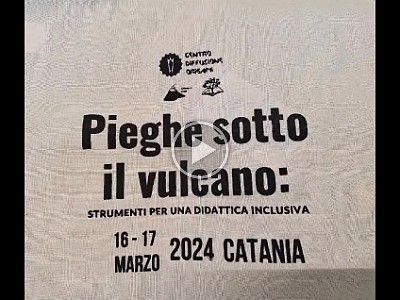 CENTRO
DIFFUSIONE
ORIGAMI
Pieghe sotto
il vulcano:
STRUMENTI PER UNA DIDATTICA INCLUSIVA
16 - 17
MARZO
2024 CATANIA